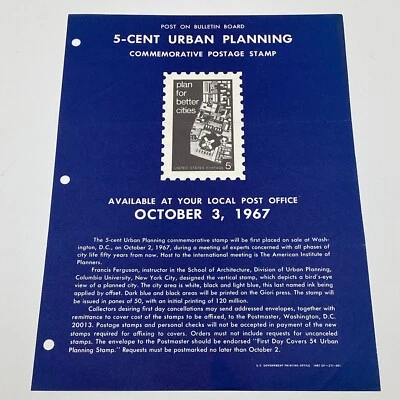 POST ON BULLETIN BOARD
5-CENT URBAN PLANNING
COMMEMORATIVE POSTAGE STAMP
plan
for
better
cities
UNITED STATES POSTAGE 5
AVAILABLE AT YOUR LOCAL POST OFFICE
OCTOBER 3, 1967
The 5-cent Urban Planning commemorative stamp will be first placed on sale at Wash-
ington, D.C., on October 2, 1967, during a meeting of experts concerned with all phases of
city life fifty years from now. Host to the international meeting is The American Institute of
Planners.
Francis Ferguson, instructor in the School of Architecture, Division of Urban Planning,
Columbia University, New York City, designed the vertical stamp, which depicts a bird's-eye
view of a planned city. The city area is white, black and light blue, this last named ink being
applied by offset. Dark blue and black areas will be printed on the Giori press. The stamp
will be issued in panes of 50, with an initial printing of 120 million.
Collectors desiring first day cancellations may send addressed envelopes, together with
remittance to cover cost of the stamps to be affixed, to the Postmaster, Washington, D.C.
20013. Postage stamps and personal checks will not be accepted in payment of the new
stamps required for affixing to covers. Orders must not include requests for uncanceled
stamps. The envelope to the Postmaster should be endorsed "First Day Covers 5¢ Urban
Planning Stamp." Requests must be postmarked no later than October 2.
U.S. GOVERNMENT PRINTING OFFICE